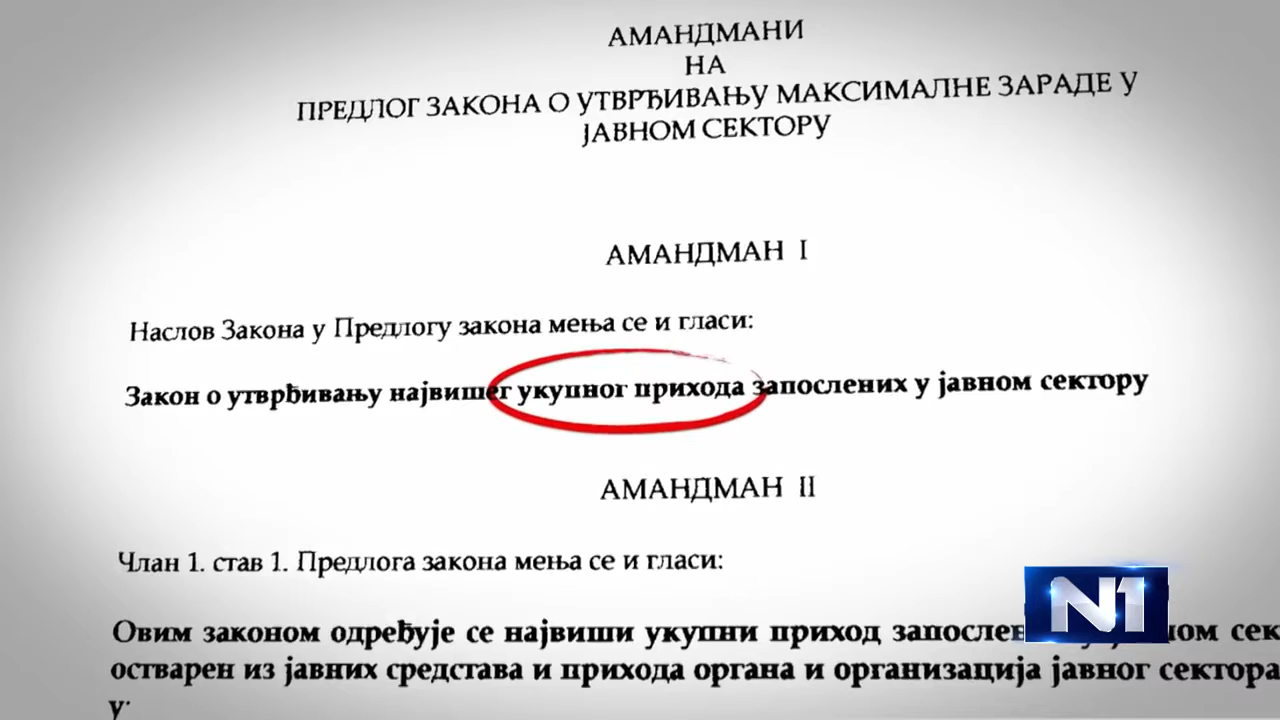 АМАНДМАНИ
НА
ПРЕДЛОГ ЗАКОНА О УТВРЂИВАЊУ МАКСИМАЛНЕ ЗАРАДЕ У
ЈАВНОМ СЕКТОРУ
АМАНДМАН I
Наслов Закона у Предлогу закона мења се и гласи:
Закон о утврђивању највишег укупног прихода запослених у јавном сектору
АМАНДМАН II
Члан 1. став 1. Предлога закона мења се и гласи:
Овим законом одређује се највиши укупни приход
остварен из јавних средстава и прихода органа и организација јавног сектора
N1